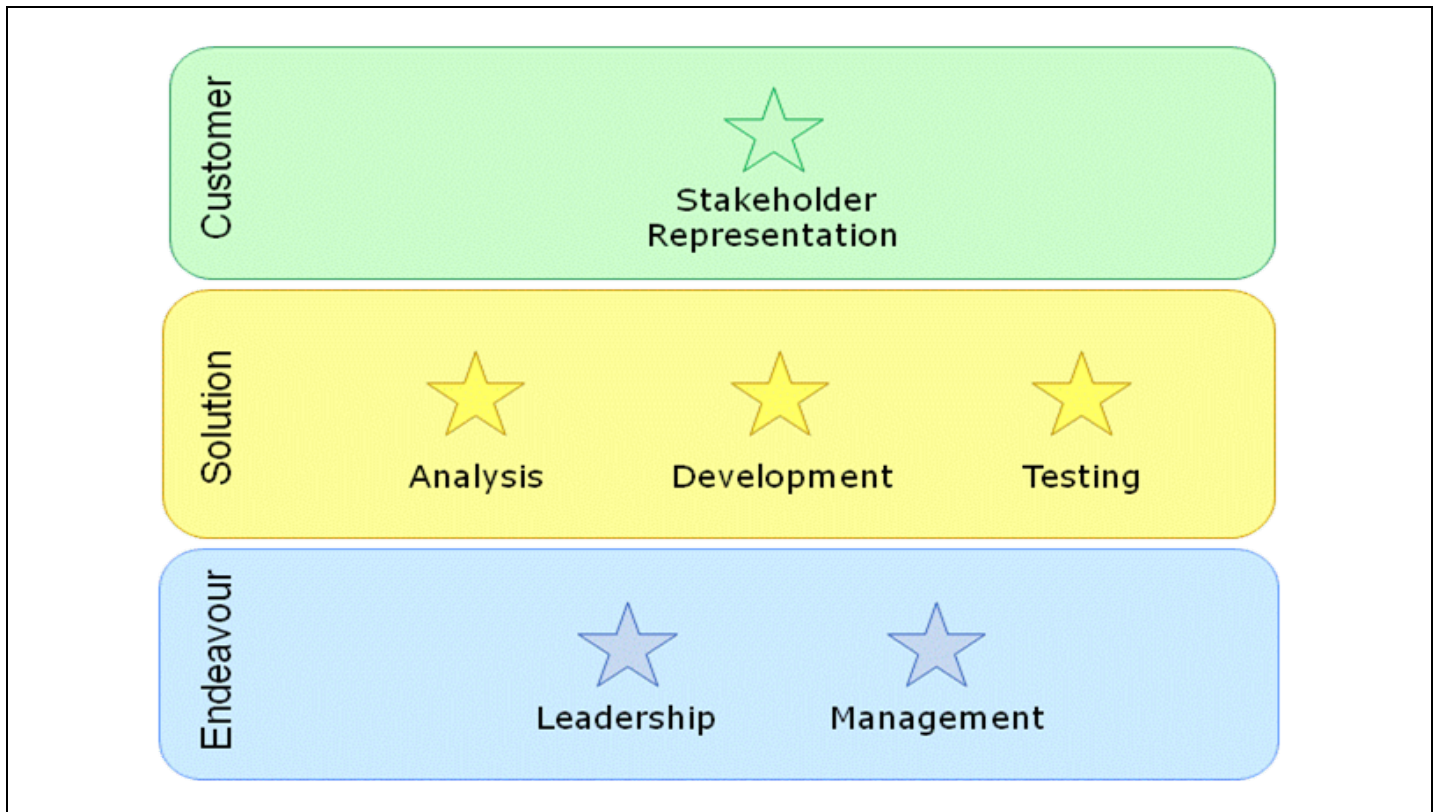 Customer
Stakeholder
Representation
Solution
Analysis
Development
Testing
Endeavour
Leadership
Management